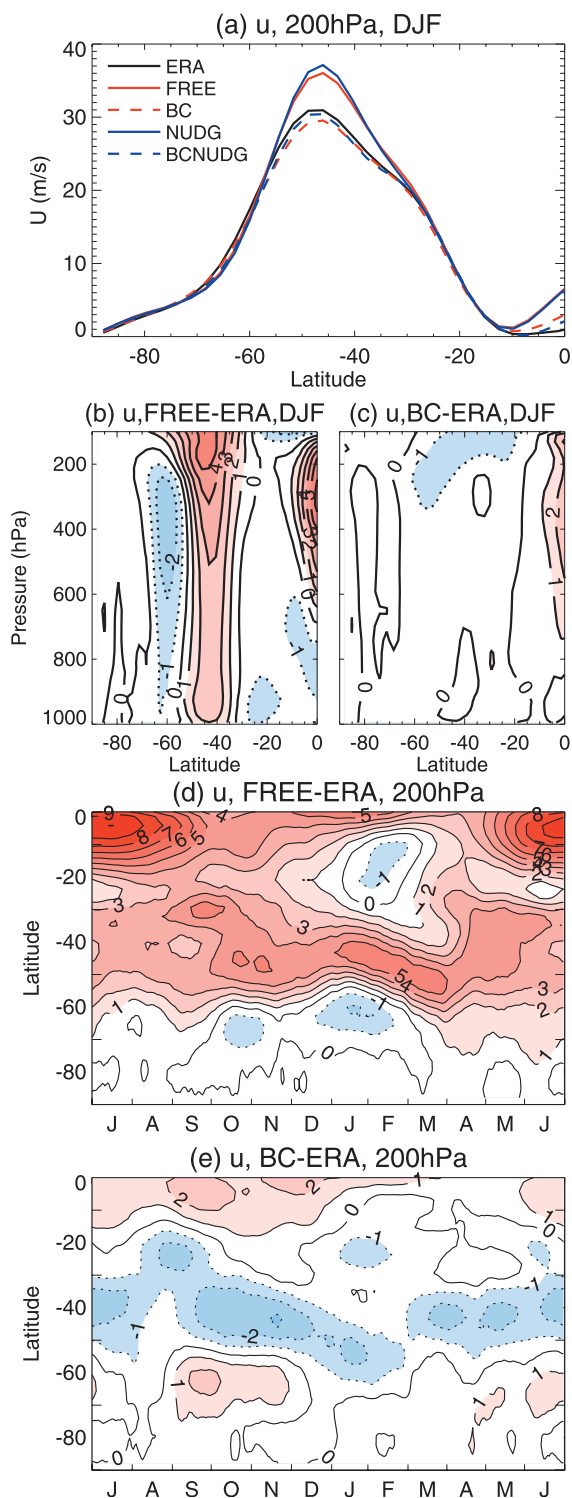 (a) u, 200hPa, DJF
40
30
20
10
0
U (m/s)
ERA
FREE
BC
NUDG
BCNUDG
-80 -60 -40 -20 0
Latitude
(b) u,FREE-ERA,DJF
(c) u,BC-ERA,DJF
200
400
600
800
1000
Pressure (hPa)
-80 -60 -40 -20 0
-80 -60 -40 -20 0
Latitude
Latitude
(d) u, FREE-ERA, 200hPa
0
-20
-40
-60
-80
Latitude
J A S O N D J F M A M J
(e) u, BC-ERA, 200hPa
0
-20
-40
-60
-80
Latitude
J A S O N D J F M A M J